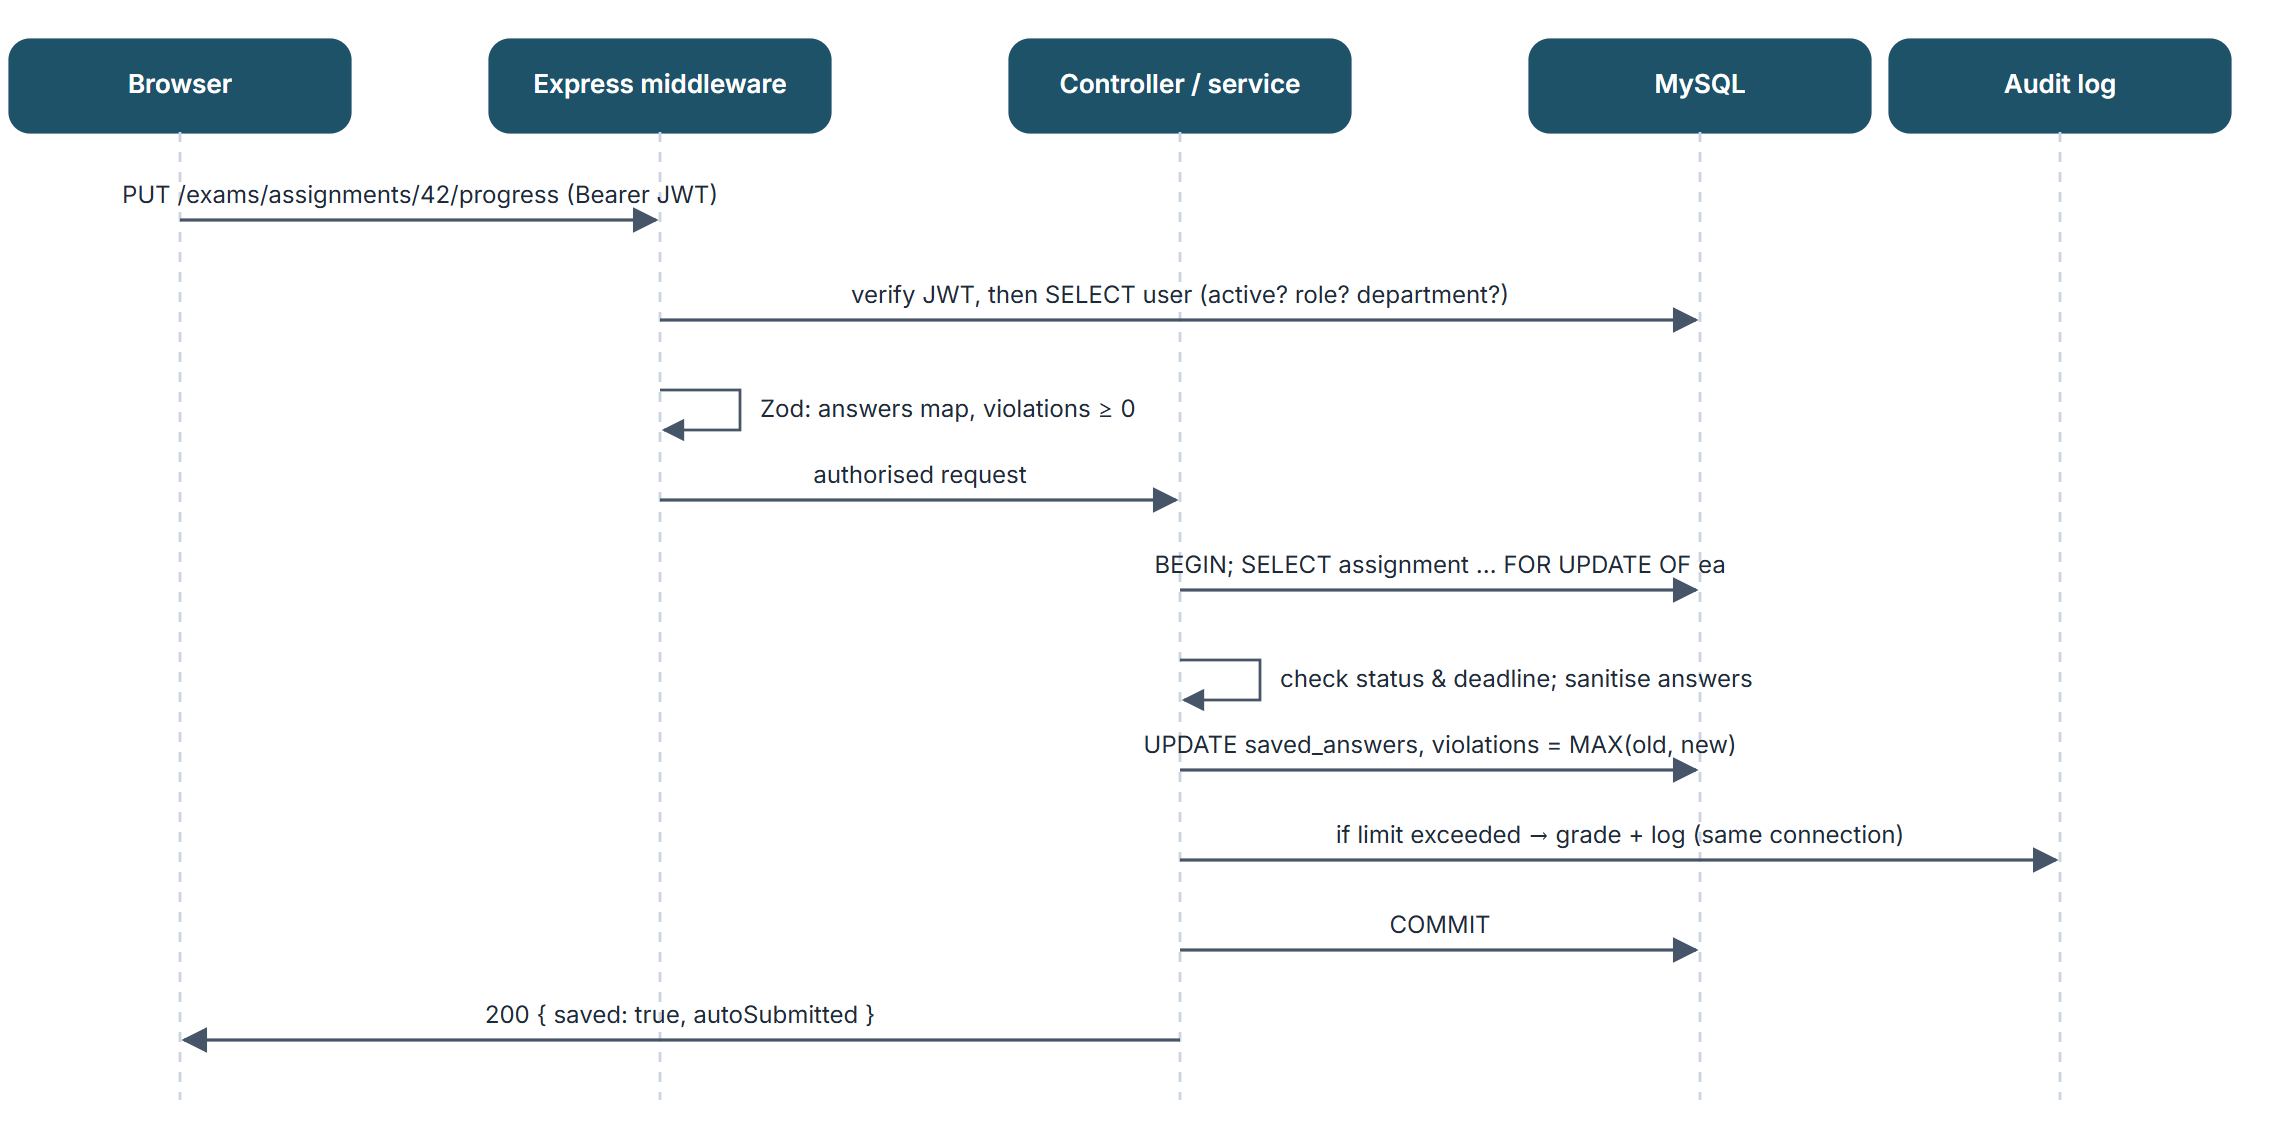 Browser
Express middleware
Controller / service
MySQL
Audit log
PUT /exams/assignments/42/progress (Bearer JWT)
verify JWT, then SELECT user (active? role? department?)
Zod: answers map, violations ≥ 0
authorised request
BEGIN; SELECT assignment ... FOR UPDATE OF ea
check status & deadline; sanitise answers
UPDATE saved_answers, violations = MAX(old, new)
if limit exceeded → grade + log (same connection)
COMMIT
200 { saved: true, autoSubmitted }